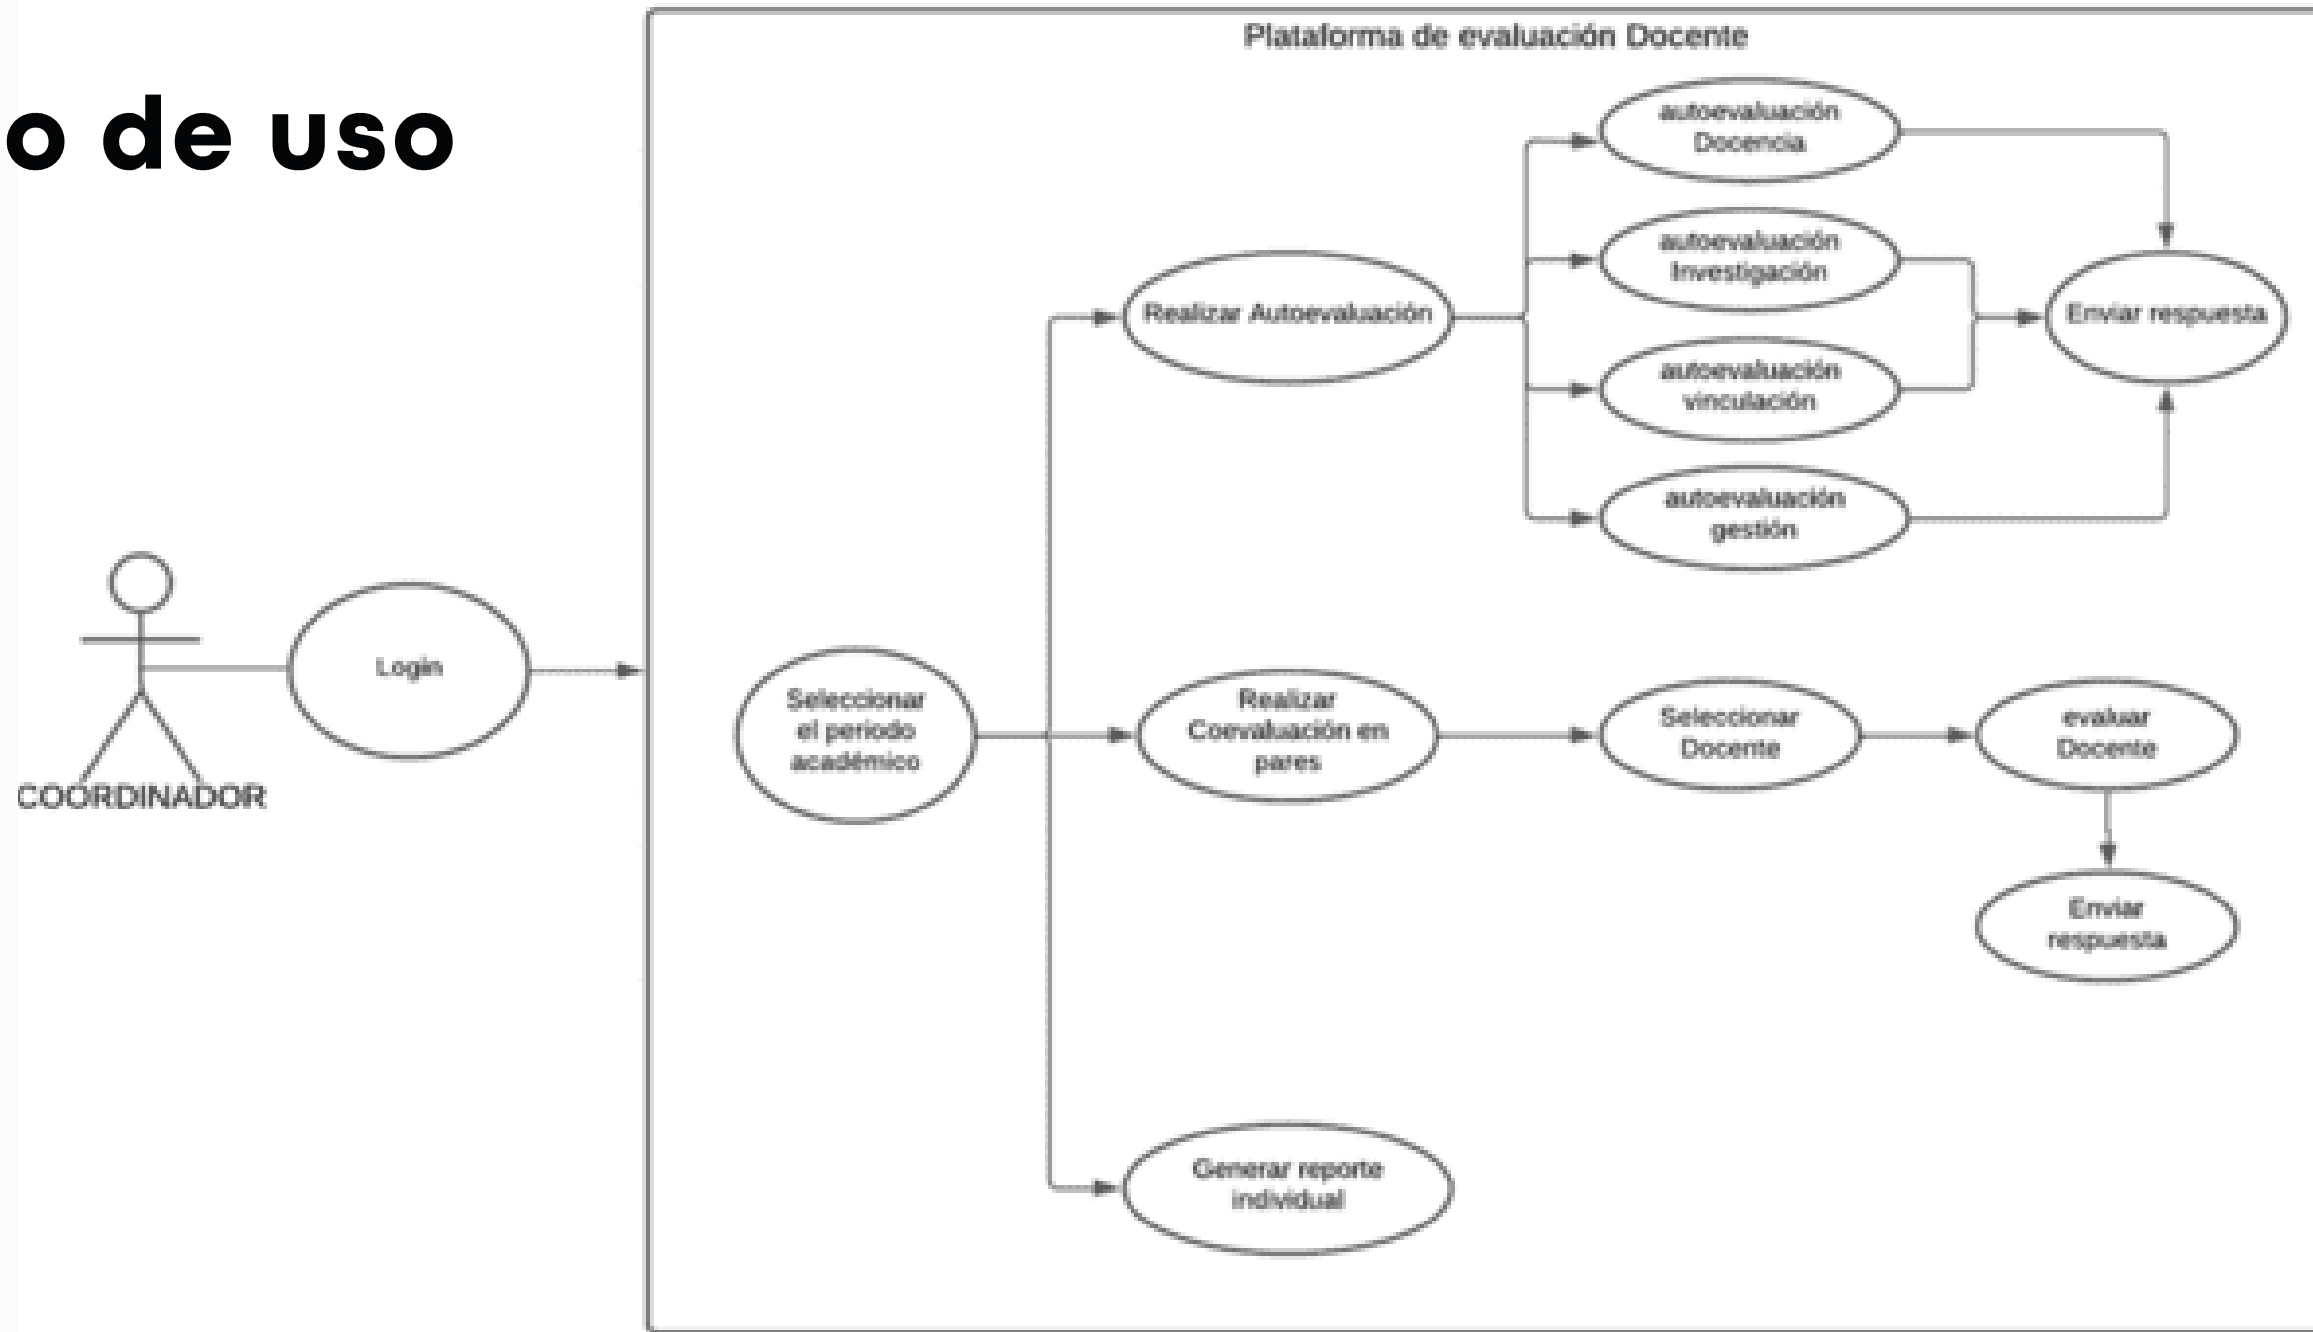 Plataforma de evaluación Docente
o de uso
autoevaluación
Docencia
autoevaluación
Investigación
Realizar Autoevaluación
Enviar respuesta
autoevaluación
vinculación
autoevaluación
gestión
Login
COORDINADOR
Seleccionar
el periodo
académico
Realizar
Coevaluación en
pares
Seleccionar
Docente
evaluar
Docente
Enviar
respuesta
Generar reporte
individual